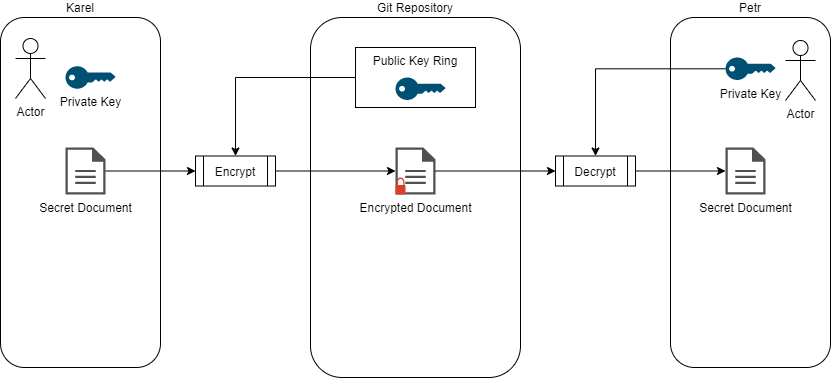 Karel
Git Repository
Petr
Public Key Ring
Private Key
Actor
Private Key
Actor
Encrypt
Decrypt
Secret Document
Encrypted Document
Secret Document